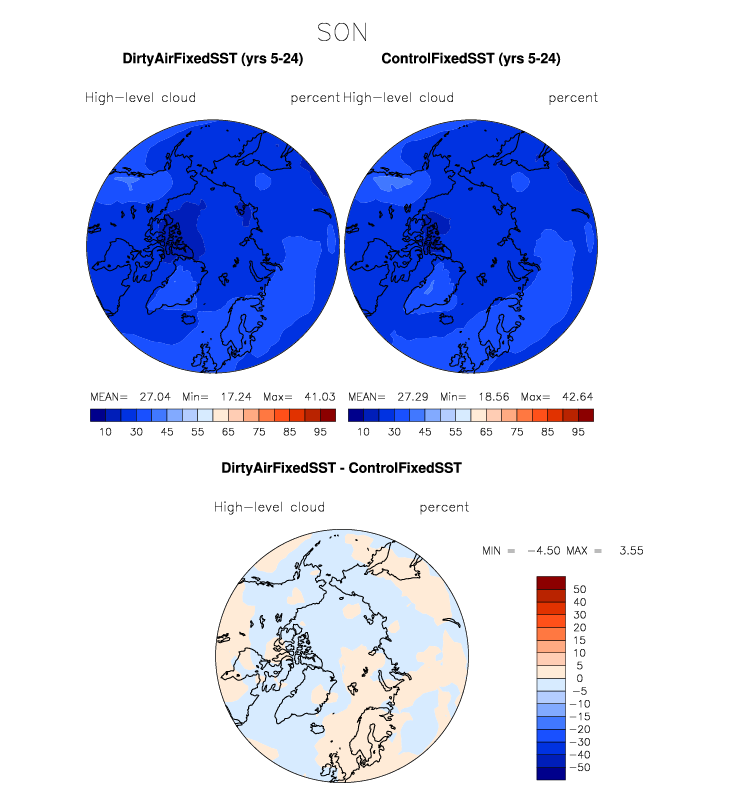 SON
DirtyAirFixedSST (yrs 5-24) ControlFixedSST (yrs 5-24)
High-level cloud percent High-level cloud percent
MEAN= 27.04 Min= 17.24 Max= 41.03 MEAN= 27.29 Min= 18.56 Max= 42.64
10 30 45 55 65 75 85 95 10 30 45 55 65 75 85 95
DirtyAirFixedSST - ControlFixedSST
High-level cloud percent
MIN = -4.50 MAX = 3.55
50
40
30
20
15
10
5
0
-5
-10
-15
-20
-30
-40
-50